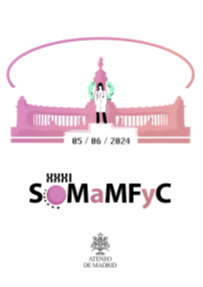 05 / 06 / 2024
XXXI
SoMaMFyC
ATENEO
DE MADRID